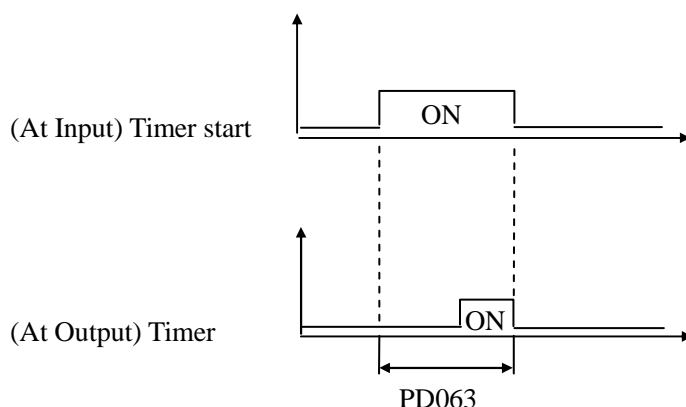 ON
(At Input) Timer start
ON
(At Output) Timer
PD063